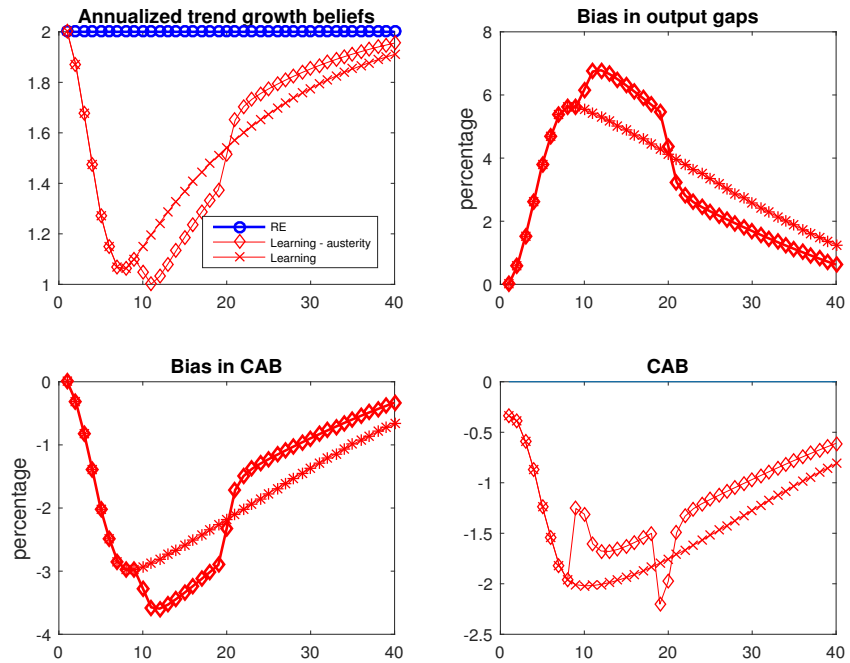 Annualized trend growth beliefs
2
1.8
1.6
1.4
1.2
1
0 10 20 30 40
RE
Learning - austerity
Learning
Bias in output gaps
percentage
8
6
4
2
0
0 10 20 30 40
Bias in CAB
percentage
0
-1
-2
-3
-4
0 10 20 30 40
CAB
0
-0.5
-1
-1.5
-2
-2.5
0 10 20 30 40